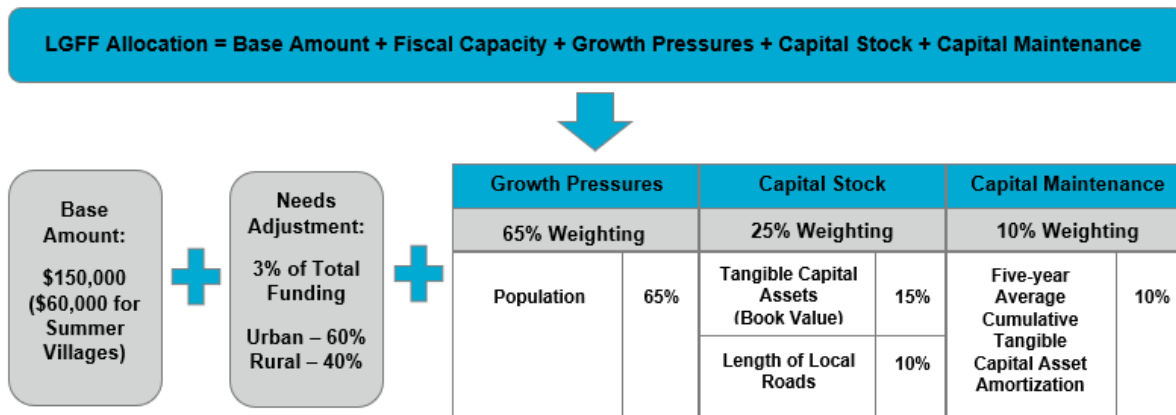 LGFF Allocation = Base Amount + Fiscal Capacity + Growth Pressures + Capital Stock + Capital Maintenance
Base
Amount:
$150,000
($60,000 for
Summer
Villages)
Needs
Adjustment:
3% of Total
Funding
Urban – 60%
Rural – 40%
Growth Pressures
65% Weighting
Population
65%
Capital Stock
25% Weighting
Tangible Capital
Assets
(Book Value)
15%
Length of Local
Roads
10%
Capital Maintenance
10% Weighting
Five-year
Average
Cumulative
Tangible
Capital Asset
Amortization
10%